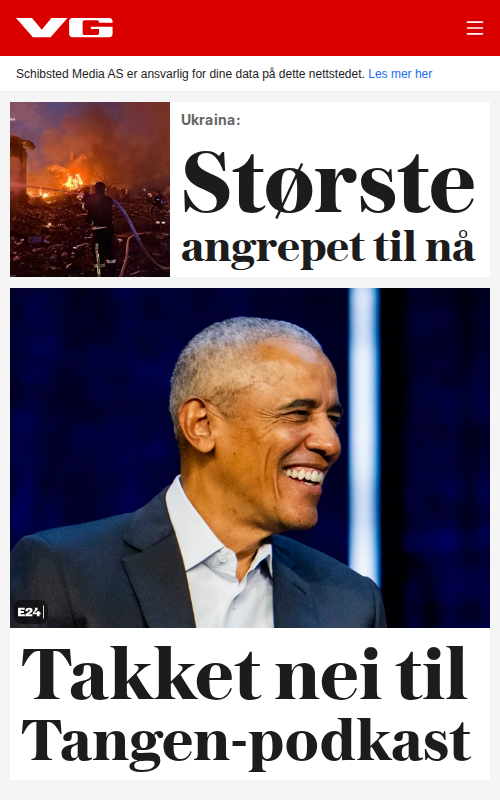 VG
Schibsted Media AS er ansvarlig for dine data på dette nettstedet. Les mer her
Ukraina:
Største
angrepet til nå
E24
Takket nei til
Tangen-podkast